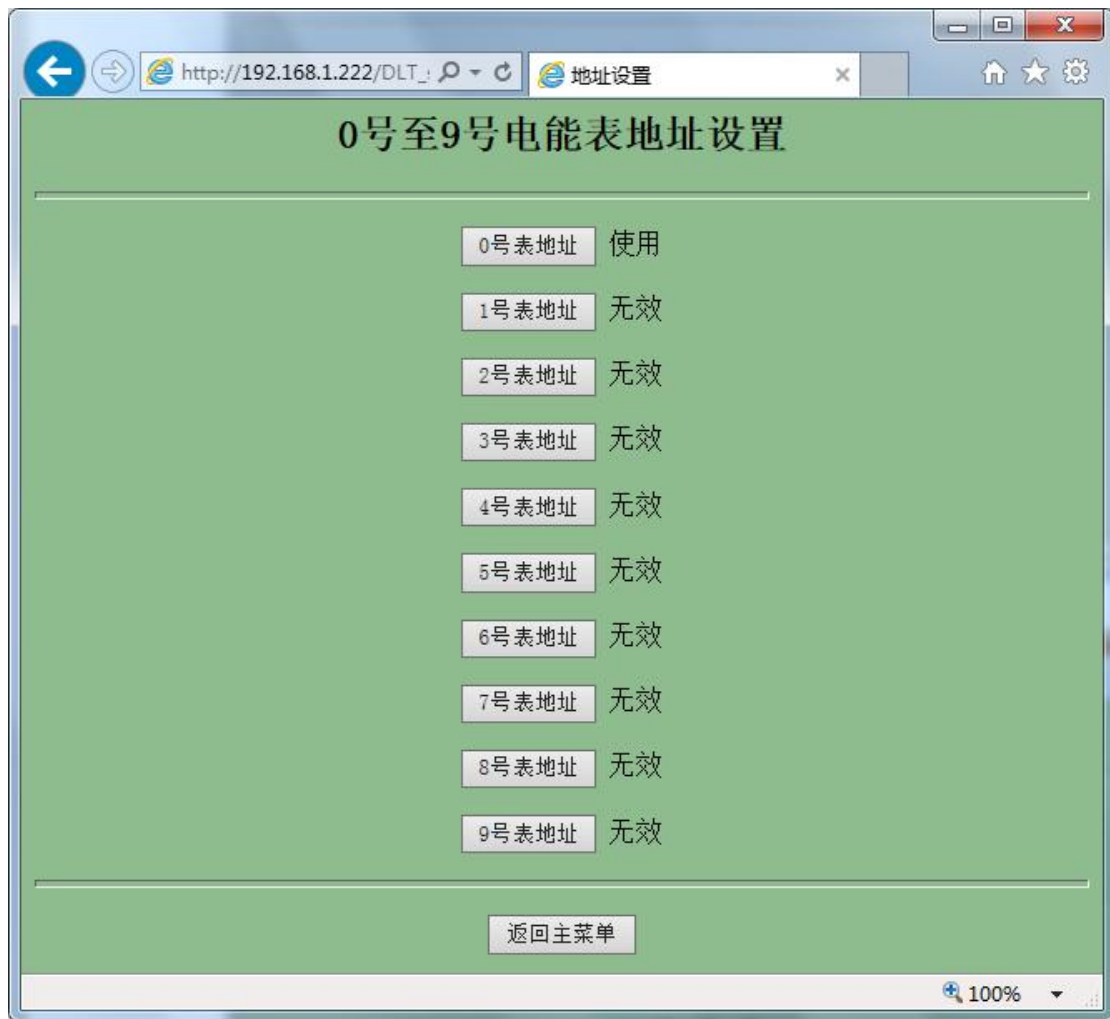 http://192.168.1.222/DLT_
地址设置
0号至9号电能表地址设置
0号表地址 使用
1号表地址 无效
2号表地址 无效
3号表地址 无效
4号表地址 无效
5号表地址 无效
6号表地址 无效
7号表地址 无效
8号表地址 无效
9号表地址 无效
返回主菜单
100%